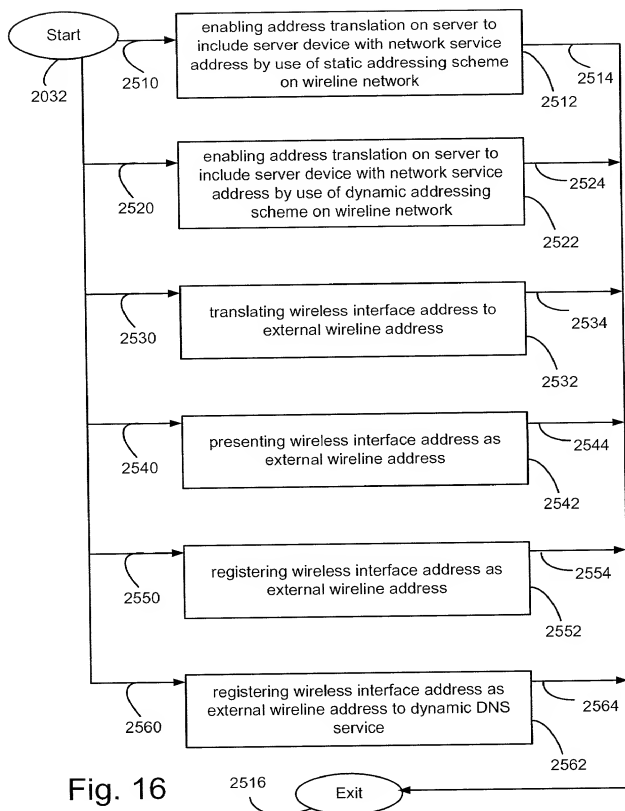 Start
2032
2510
enabling address translation on server to
include server device with network service
address by use of static addressing scheme
on wireline network
2512
2514
2520
enabling address translation on server to
include server device with network service
address by use of dynamic addressing
scheme on wireline network
2524
2522
2530
translating wireless interface address to
external wireline address
2534
2532
2540
presenting wireless interface address as
external wireline address
2544
2542
2550
registering wireless interface address as
external wireline address
2554
2552
2560
registering wireless interface address as
external wireline address to dynamic DNS
service
2564
2562
Fig. 16
2516
Exit